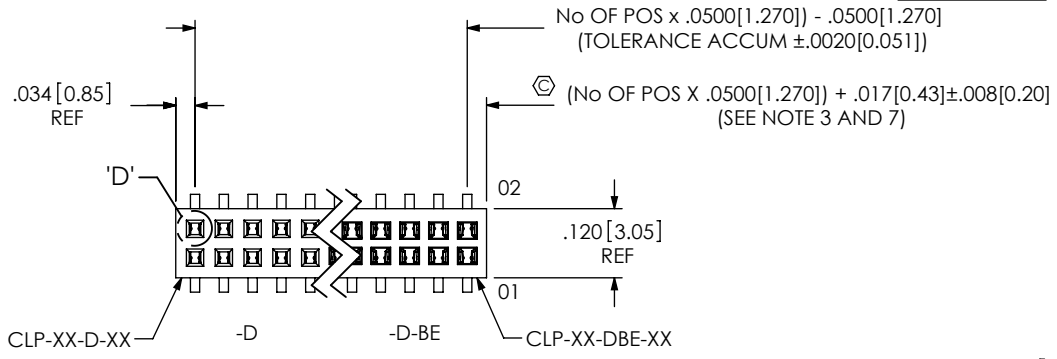 No OF POS x .0500[1.270]) - .0500[1.270]
(TOLERANCE ACCUM ±.0020[0.051])
.034[0.85]
REF
C (No OF POS X .0500[1.270]) + .017[0.43]±.008[0.20]
(SEE NOTE 3 AND 7)
'D'
02
.120[3.05]
REF
01
CLP-XX-D-XX
-D
-D-BE
CLP-XX-DBE-XX